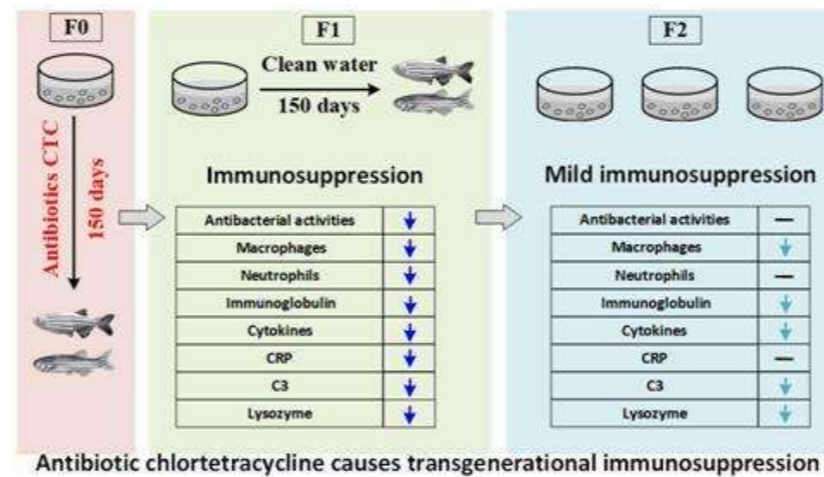 F0
Antibiotics CTC
150 days
F1
Clean water
150 days
Immunosuppression
Antibacterial activities
Macrophages
Neutrophils
Immunoglobulin
Cytokines
CRP
C3
Lysozyme
F2
Mild immunosuppression
Antibacterial activities —
Macrophages
Neutrophils —
Immunoglobulin
Cytokines
CRP —
C3
Lysozyme
Antibiotic chlortetracycline causes transgenerational immunosuppression